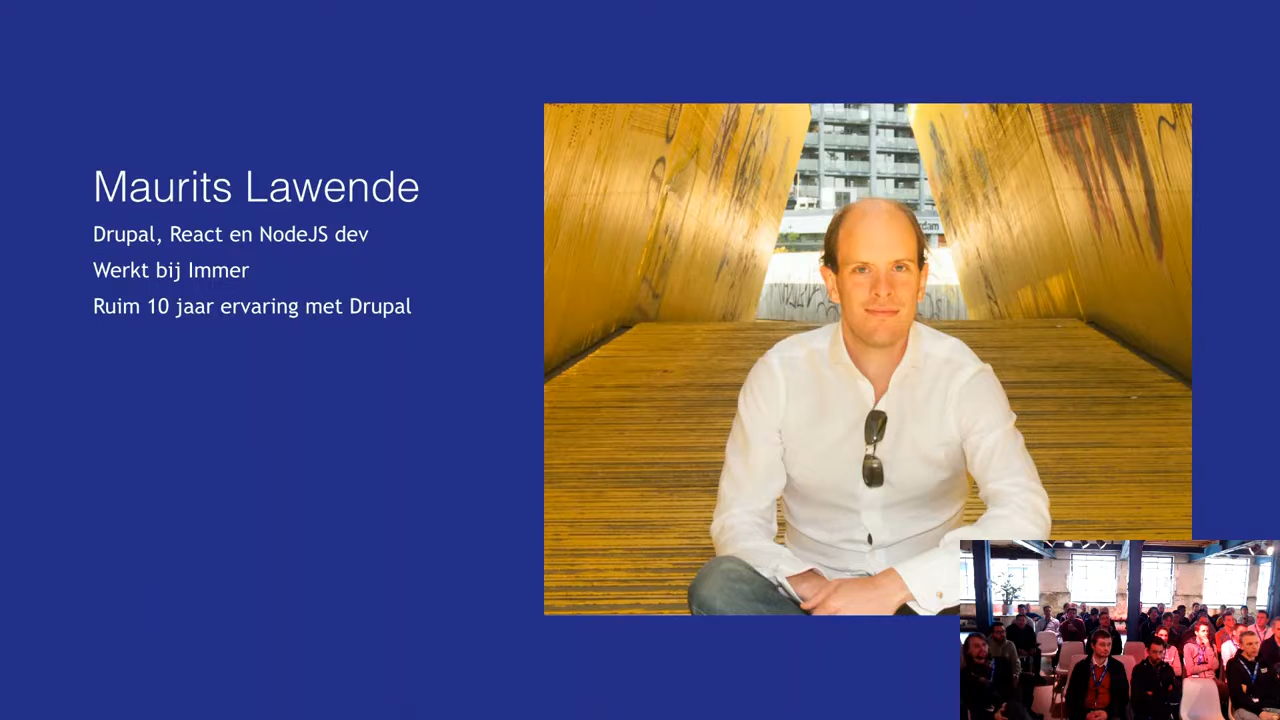 Maurits Lawende
Drupal, React en NodeJS dev
Werkt bij Immer
Ruim 10 jaar ervaring met Drupal